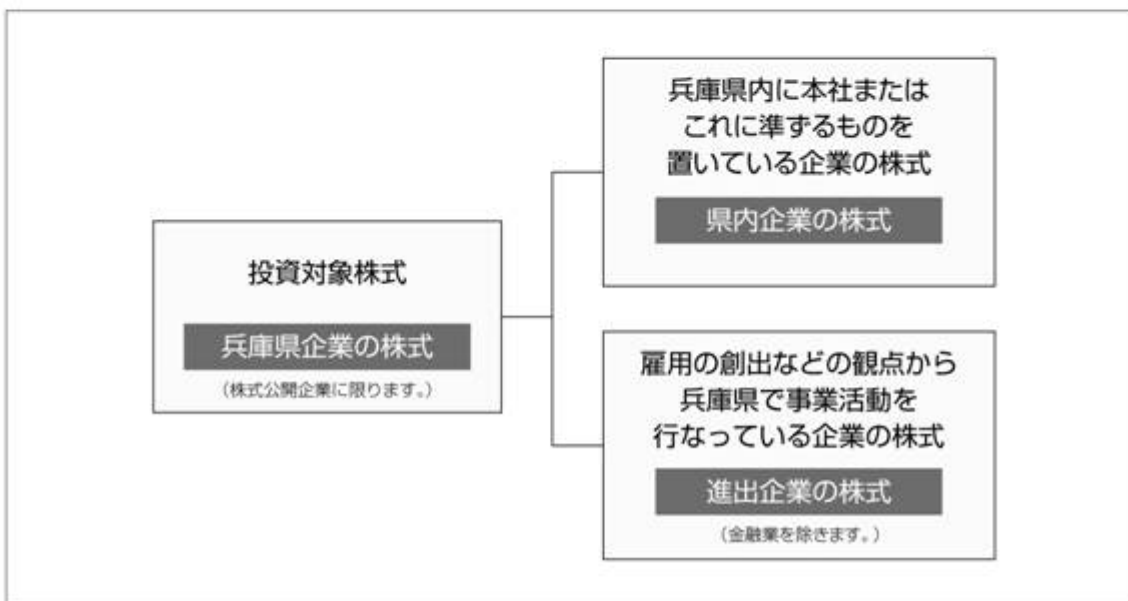 投資対象株式
兵庫県企業の株式
（株式公開企業に限ります。）
兵庫県内に本社または
これに準ずるものを
置いている企業の株式
県内企業の株式
雇用の創出などの観点から
兵庫県で事業活動を
行なっている企業の株式
進出企業の株式
（金融業を除きます。）